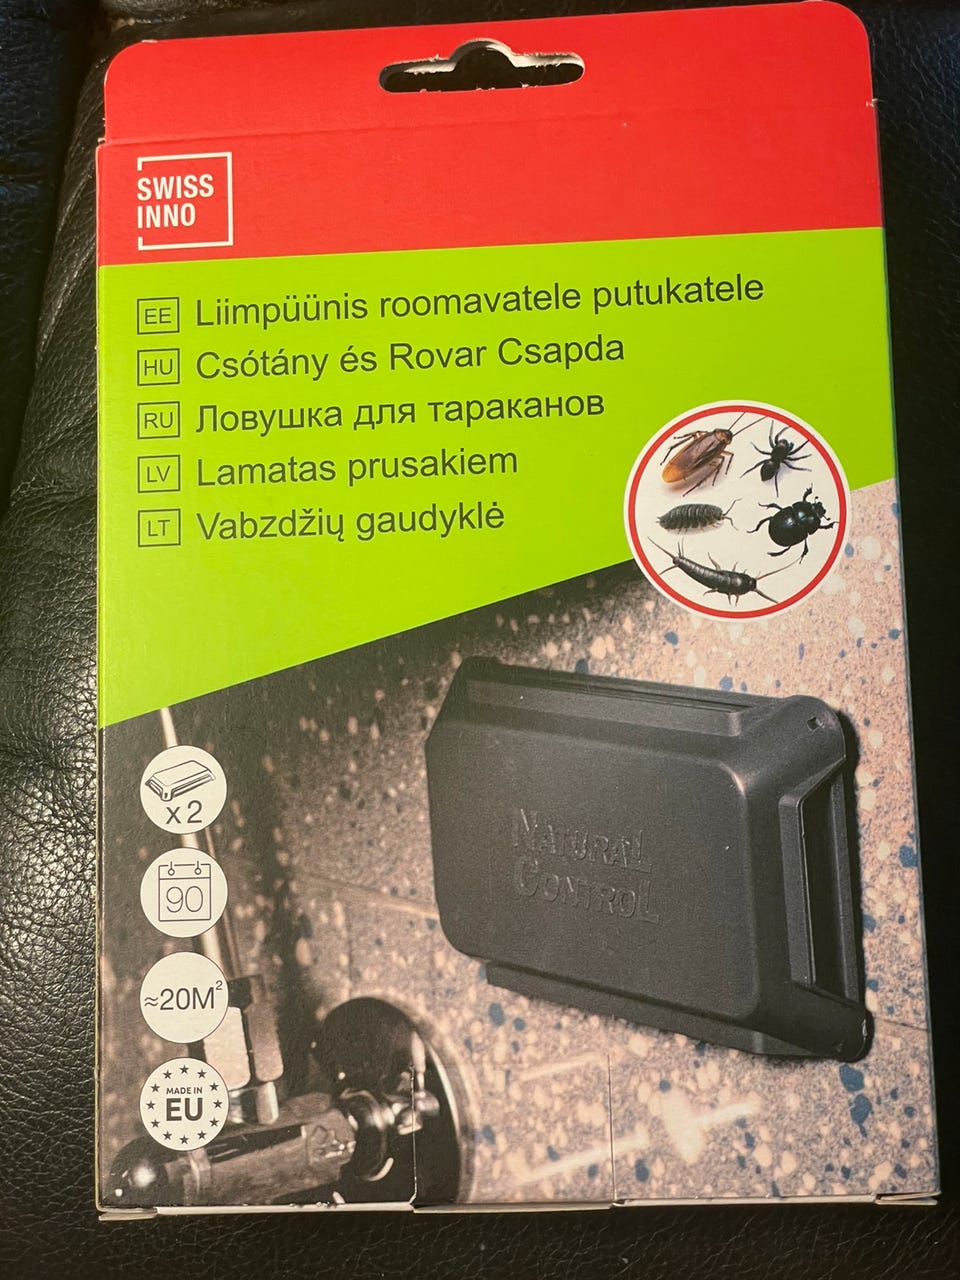 SWISS
INNO
EE Liimpüünis roomavatele putukatele
HU Csótány és Rovar Csapda
RU Ловушка для тараканов
LV Lamatas prusakiem
LT Vabzdžių gaudyklė
x2
90
≈20M²
MADE IN
EU
NATURAL
CONTROL